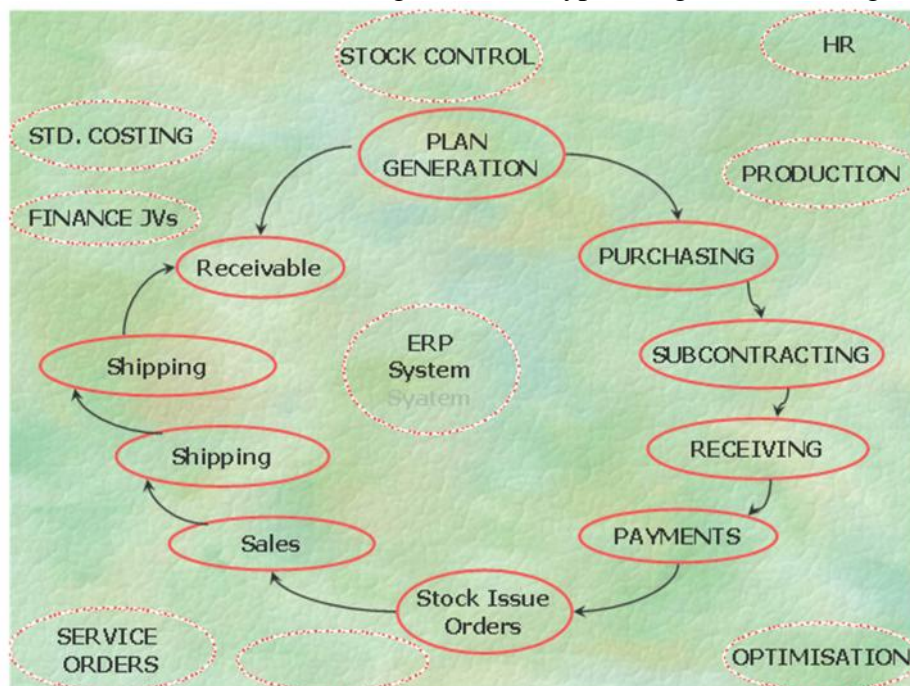 STOCK CONTROL
HR
STD. COSTING
PLAN
GENERATION
PRODUCTION
FINANCE JVs
Receivable
PURCHASING
ERP
System
Syatem
Shipping
SUBCONTRACTING
Shipping
RECEIVING
Sales
PAYMENTS
Stock Issue
Orders
SERVICE
ORDERS
OPTIMISATION